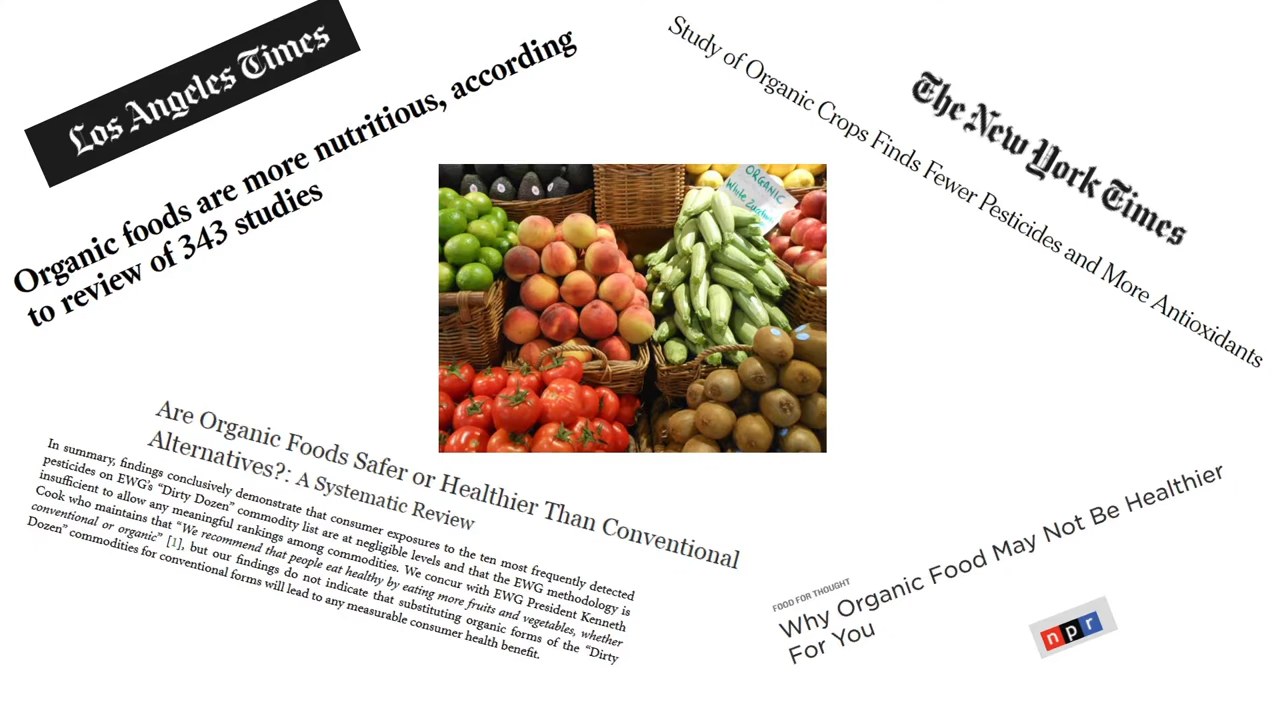 Los Angeles Times
Organic foods are more nutritious, according
to review of 343 studies
Study of Organic Crops Finds Fewer Pesticides and More Antioxidants
The New York Times
ORGANIC
White Zucchini
Are Organic Foods Safer or Healthier Than Conventional
Alternatives?: A Systematic Review
In summary, findings conclusively demonstrate that consumer exposures to the ten most frequently detected
pesticides on EWG's “Dirty Dozen” commodity list are at negligible levels and that the EWG methodology is
insufficient to allow any meaningful rankings among commodities. We concur with EWG President Kenneth
Cook who maintains that “We recommend that people eat healthy by eating more fruits and vegetables, whether
conventional or organic” [1], but our findings do not indicate that substituting organic forms of the “Dirty
Dozen” commodities for conventional forms will lead to any measurable consumer health benefit.
FOOD FOR THOUGHT
Why Organic Food May Not Be Healthier
For You
npr